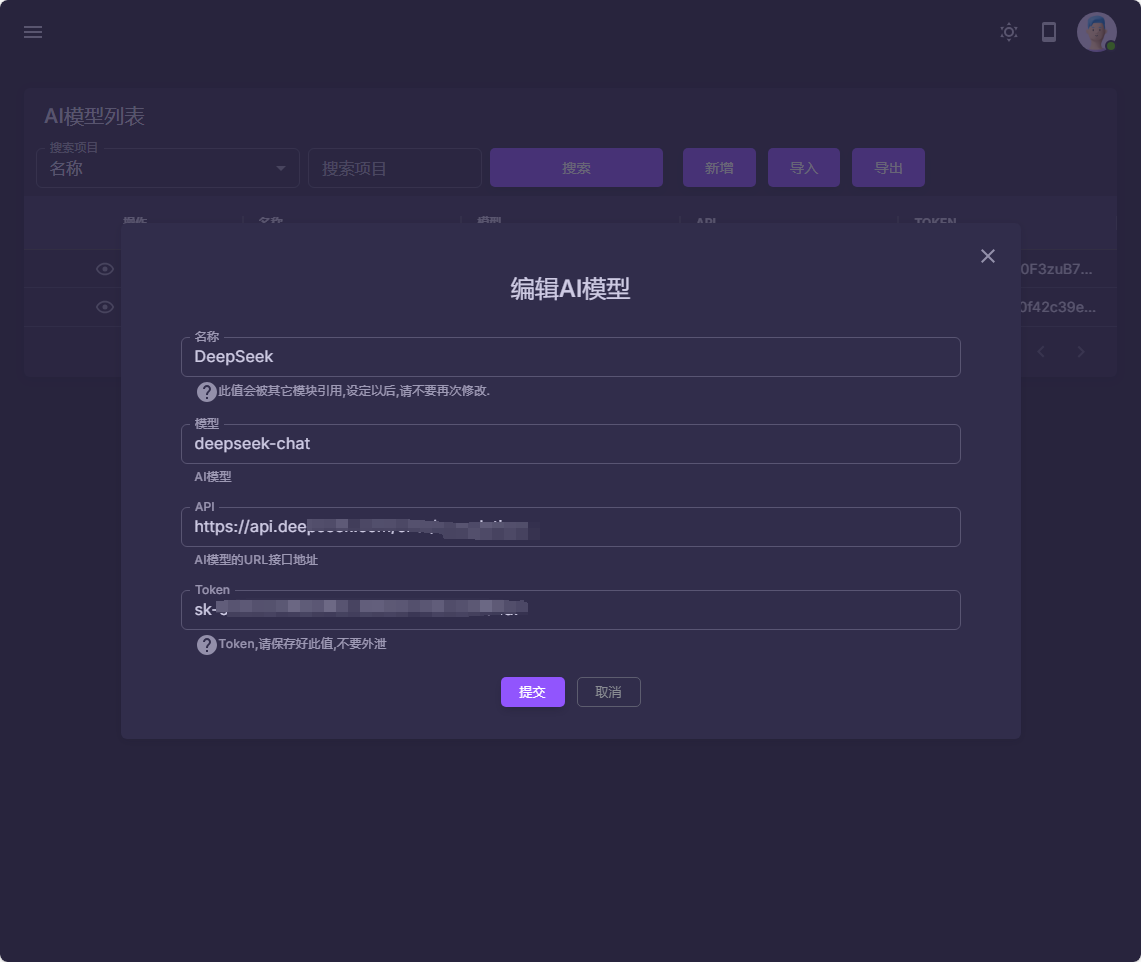 AI模型列表
搜索项目
名称
搜索项目
搜索
新增
导入
导出
操作
名称
模型
API
TOKEN
0F3zuB7...
0f42c39e...
编辑AI模型
名称
DeepSeek
此值会被其它模块引用,设定以后,请不要再次修改.
模型
deepseek-chat
AI模型
API
https://api.dee
AI模型的URL接口地址
Token
sk-
Token,请保存好此值,不要外泄
提交
取消